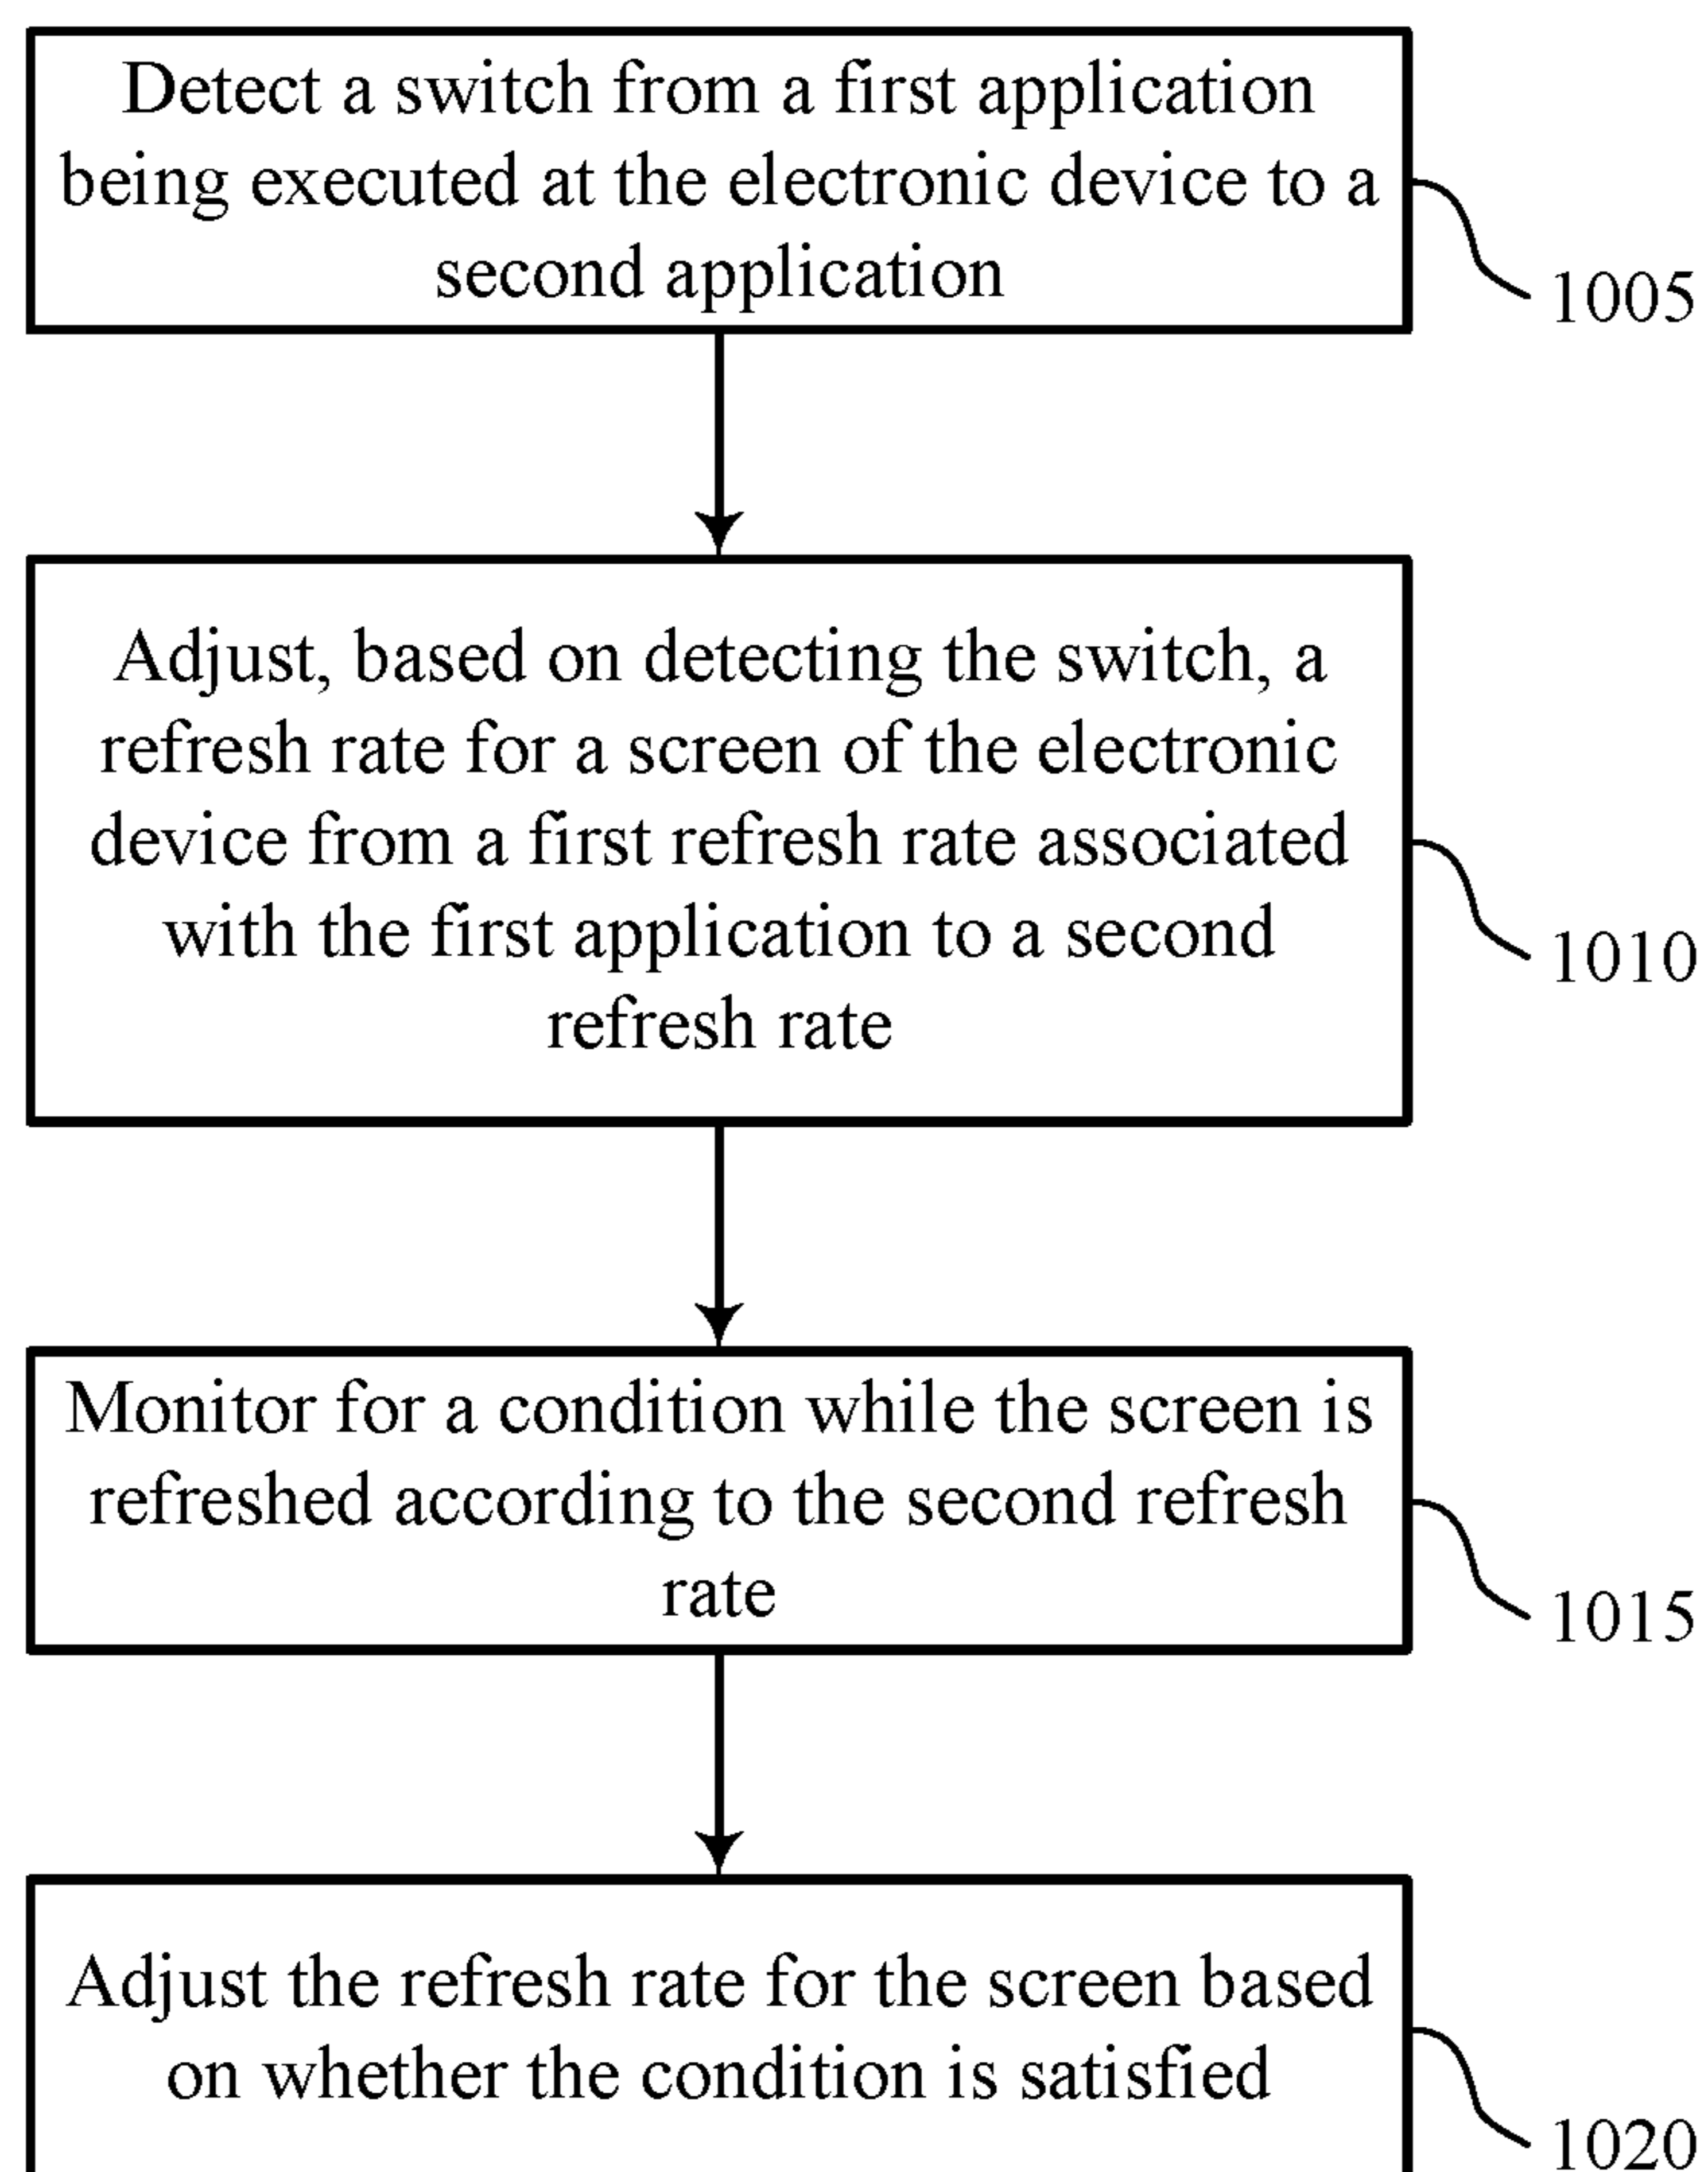 Detect a switch from a first application
being executed at the electronic device to a
second application
1005
Adjust, based on detecting the switch, a
refresh rate for a screen of the electronic
device from a first refresh rate associated
with the first application to a second
refresh rate
1010
Monitor for a condition while the screen is
refreshed according to the second refresh
rate
1015
Adjust the refresh rate for the screen based
on whether the condition is satisfied
1020